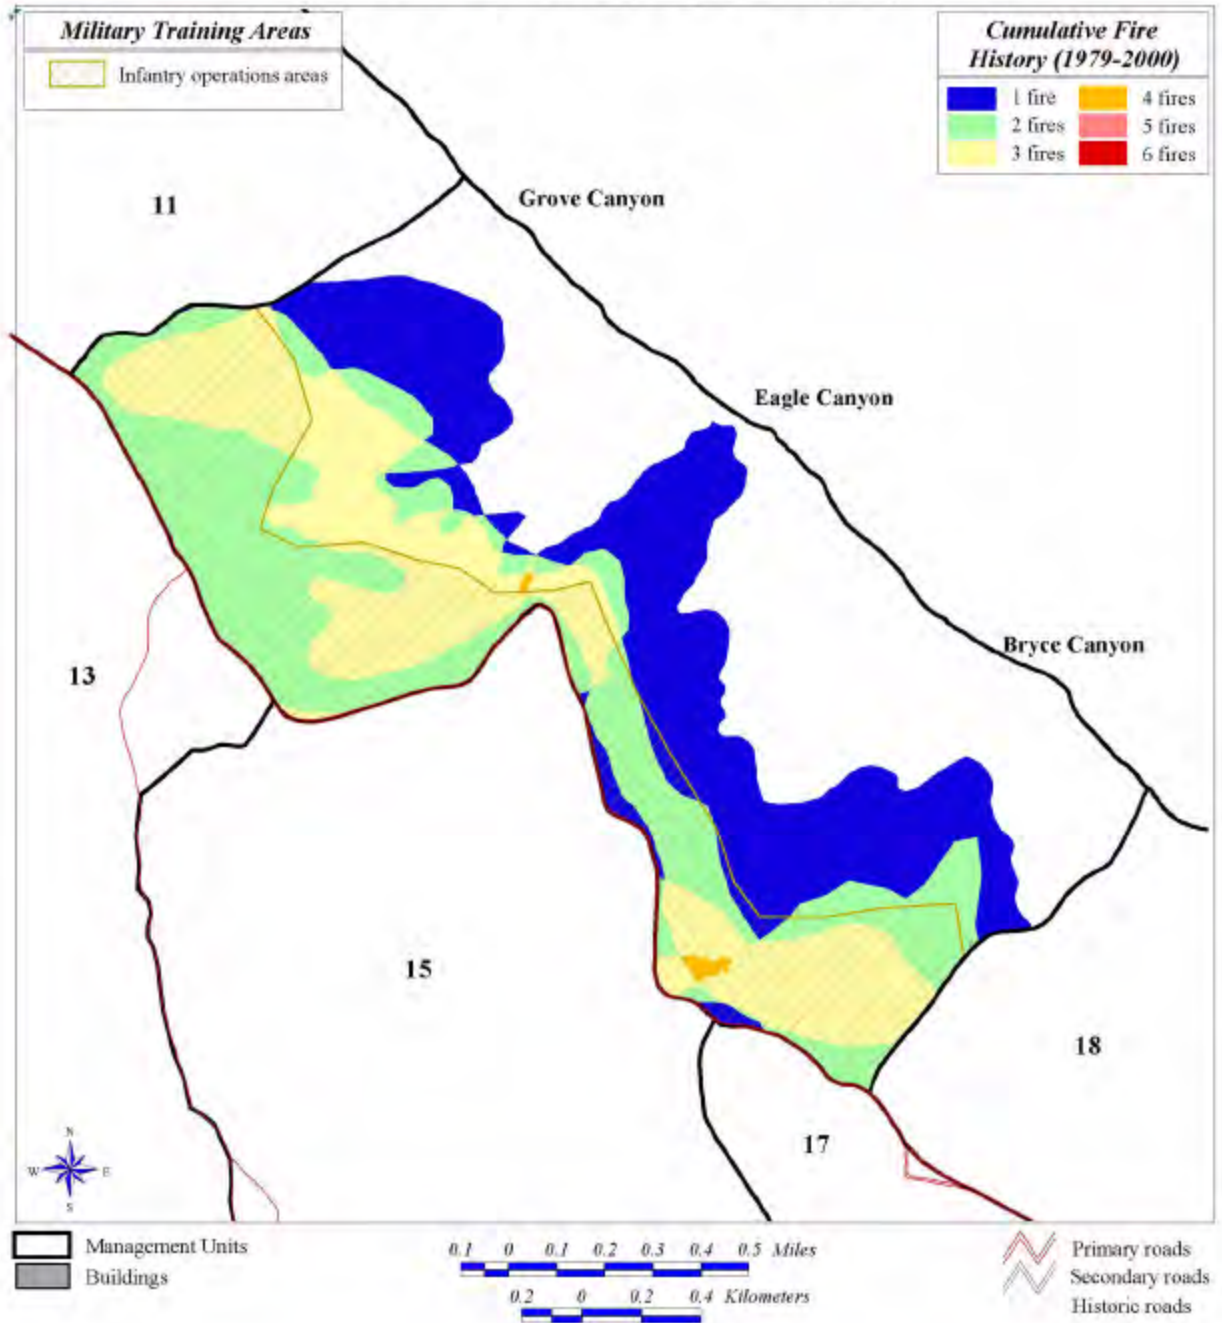 Military Training Areas
Infantry operations areas
Cumulative Fire
History (1979-2000)
1 fire
4 fires
2 fires
5 fires
3 fires
6 fires
11
Grove Canyon
Eagle Canyon
Bryce Canyon
13
15
18
17
N
W E
S
Management Units
Buildings
0.1 0 0.1 0.2 0.3 0.4 0.5 Miles
0.2 0 0.2 0.4 Kilometers
Primary roads
Secondary roads
Historic roads